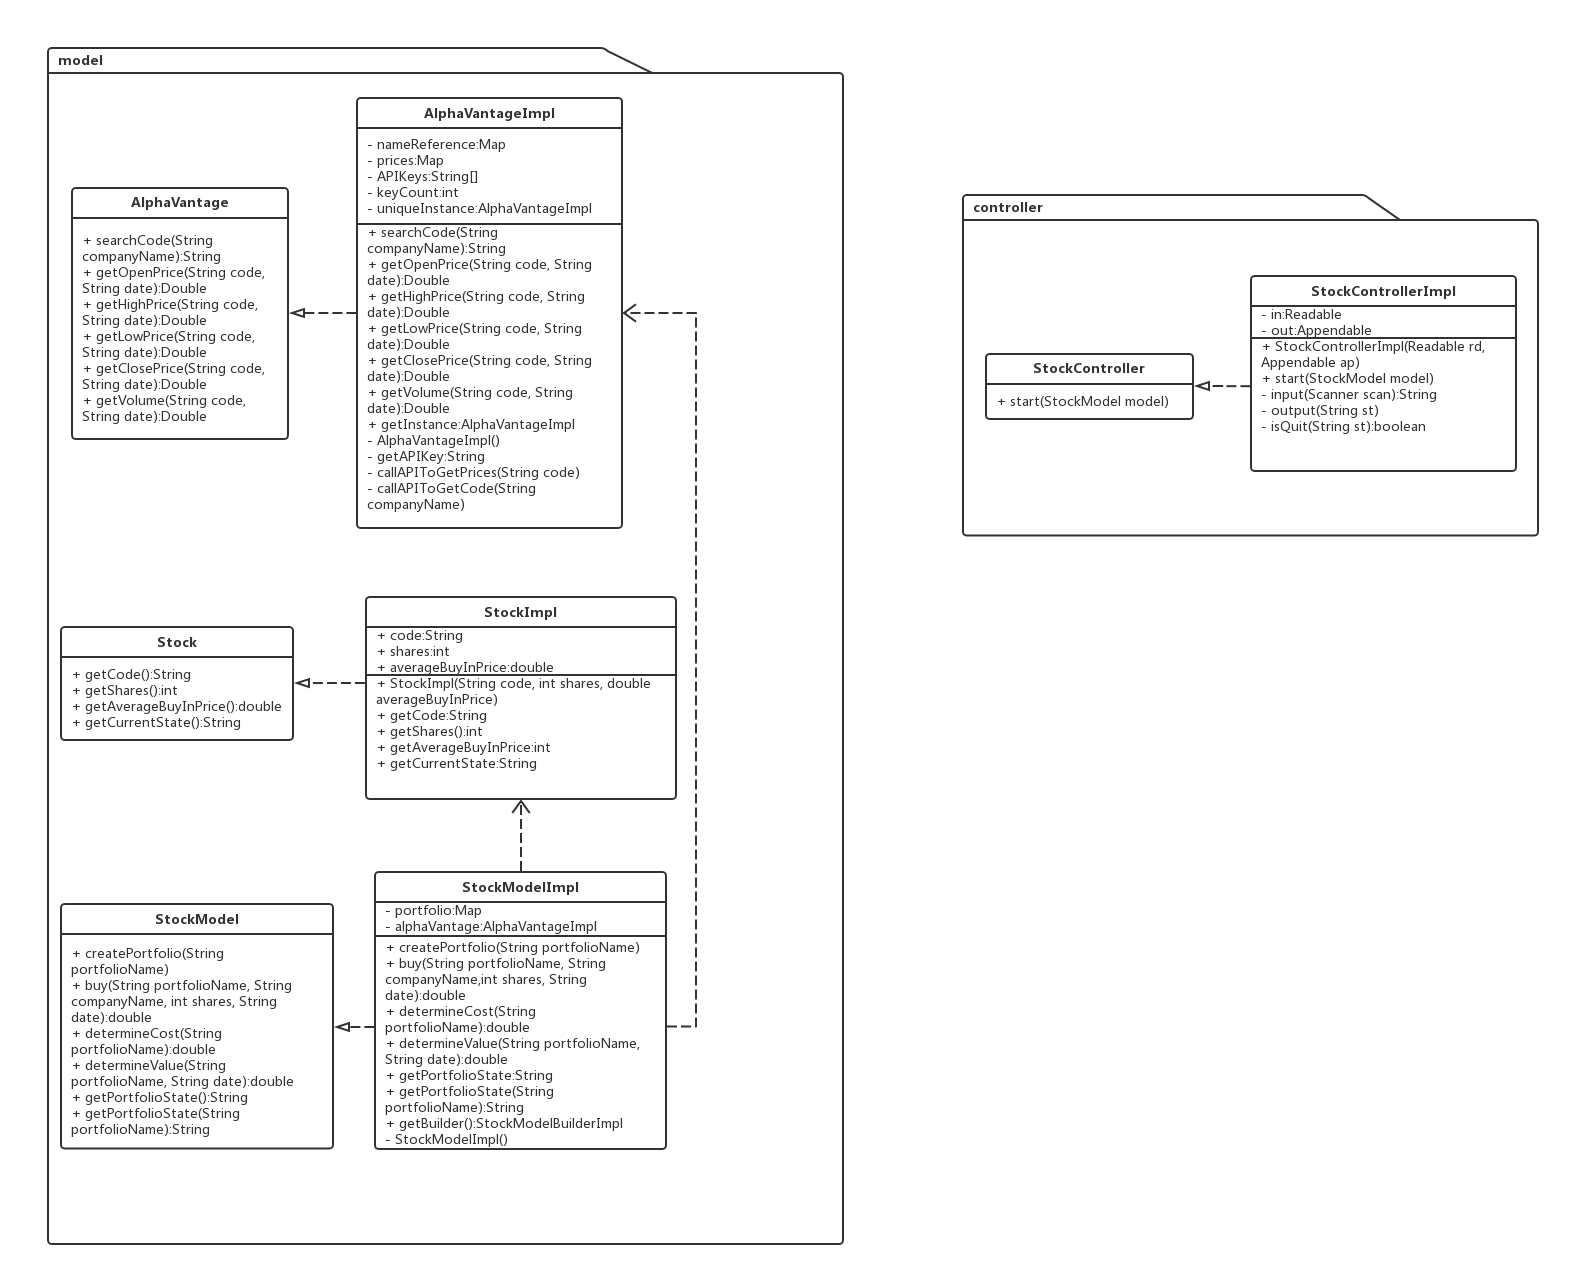 model
AlphaVantageImpl
- nameReference:Map
- prices:Map
- APIKeys:String[]
- keyCount:int
- uniqueInstance:AlphaVantageImpl
+ searchCode(String
companyName):String
+ getOpenPrice(String code, String
date):Double
+ getHighPrice(String code, String
date):Double
+ getLowPrice(String code, String
date):Double
+ getClosePrice(String code, String
date):Double
+ getVolume(String code, String
date):Double
+ getInstance:AlphaVantageImpl
- AlphaVantageImpl()
- getAPIKey:String
- callAPIToGetPrices(String code)
- callAPIToGetCode(String
companyName)
AlphaVantage
+ searchCode(String
companyName):String
+ getOpenPrice(String code,
String date):Double
+ getHighPrice(String code,
String date):Double
+ getLowPrice(String code,
String date):Double
+ getClosePrice(String code,
String date):Double
+ getVolume(String code,
String date):Double
StockImpl
+ code:String
+ shares:int
+ averageBuyInPrice:double
+ StockImpl(String code, int shares, double
averageBuyInPrice)
+ getCode:String
+ getShares():int
+ getAverageBuyInPrice:int
+ getCurrentState:String
Stock
+ getCode():String
+ getShares():int
+ getAverageBuyInPrice():double
+ getCurrentState():String
StockModelImpl
- portfolio:Map
- alphaVantage:AlphaVantageImpl
+ createPortfolio(String portfolioName)
+ buy(String portfolioName, String
companyName,int shares, String
date):double
+ determineCost(String
portfolioName):double
+ determineValue(String portfolioName,
String date):double
+ getPortfolioState:String
+ getPortfolioState(String
portfolioName):String
+ getBuilder():StockModelBuilderImpl
- StockModelImpl()
StockModel
+ createPortfolio(String
portfolioName)
+ buy(String portfolioName, String
companyName, int shares, String
date):double
+ determineCost(String
portfolioName):double
+ determineValue(String
portfolioName, String date):double
+ getPortfolioState():String
+ getPortfolioState(String
portfolioName):String
controller
StockControllerImpl
- in:Readable
- out:Appendable
+ StockControllerImpl(Readable rd,
Appendable ap)
+ start(StockModel model)
- input(Scanner scan):String
- output(String st)
- isQuit(String st):boolean
StockController
+ start(StockModel model)